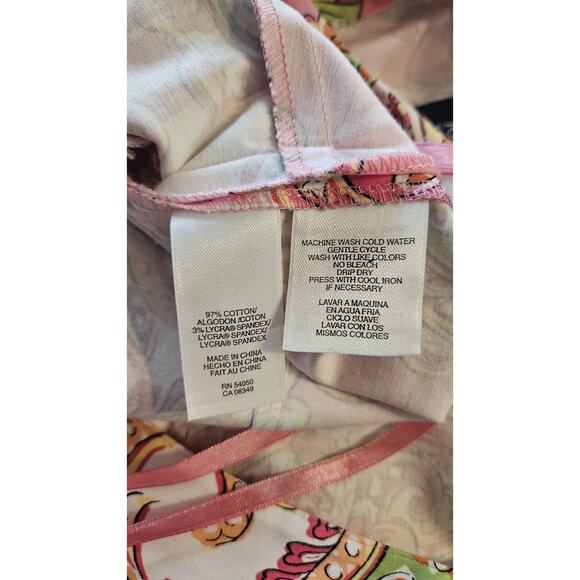 97% COTTON/
ALGODON /COTON
3% LYCRA® SPANDEX/
LYCRA® SPANDEX/
LYCRA® SPANDEX
MADE IN CHINA
HECHO EN CHINA
FAIT AU CHINE
RN 54050
CA 08349
MACHINE WASH COLD WATER
GENTLE CYCLE
WASH WITH LIKE COLORS
NO BLEACH
DRIP DRY
PRESS WITH COOL IRON
IF NECESSARY
LAVAR A MAQUINA
EN AGUA FRIA
CICLO SUAVE
LAVAR CON LOS
MISMOS COLORES